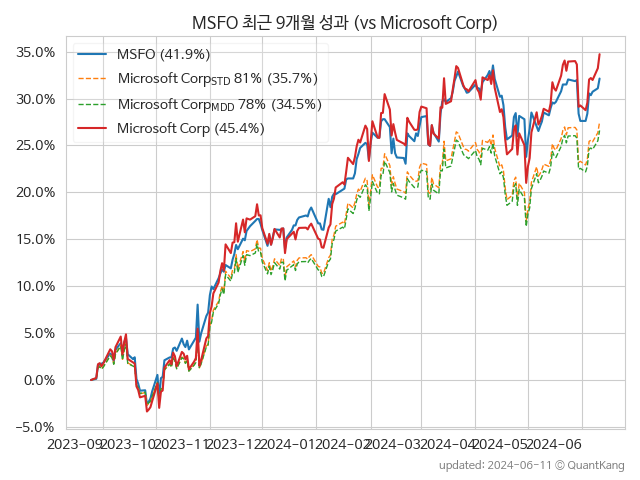 MSFO 최근 9개월 성과 (vs Microsoft Corp)
MSFO (41.9%)
Microsoft CorpSTD 81% (35.7%)
Microsoft CorpMDD 78% (34.5%)
Microsoft Corp (45.4%)
35.0%
30.0%
25.0%
20.0%
15.0%
10.0%
5.0%
0.0%
−5.0%
2023-09 2023-10 2023-11 2023-12 2024-01 2024-02 2024-03 2024-04 2024-05 2024-06
updated: 2024-06-11 © QuantKang